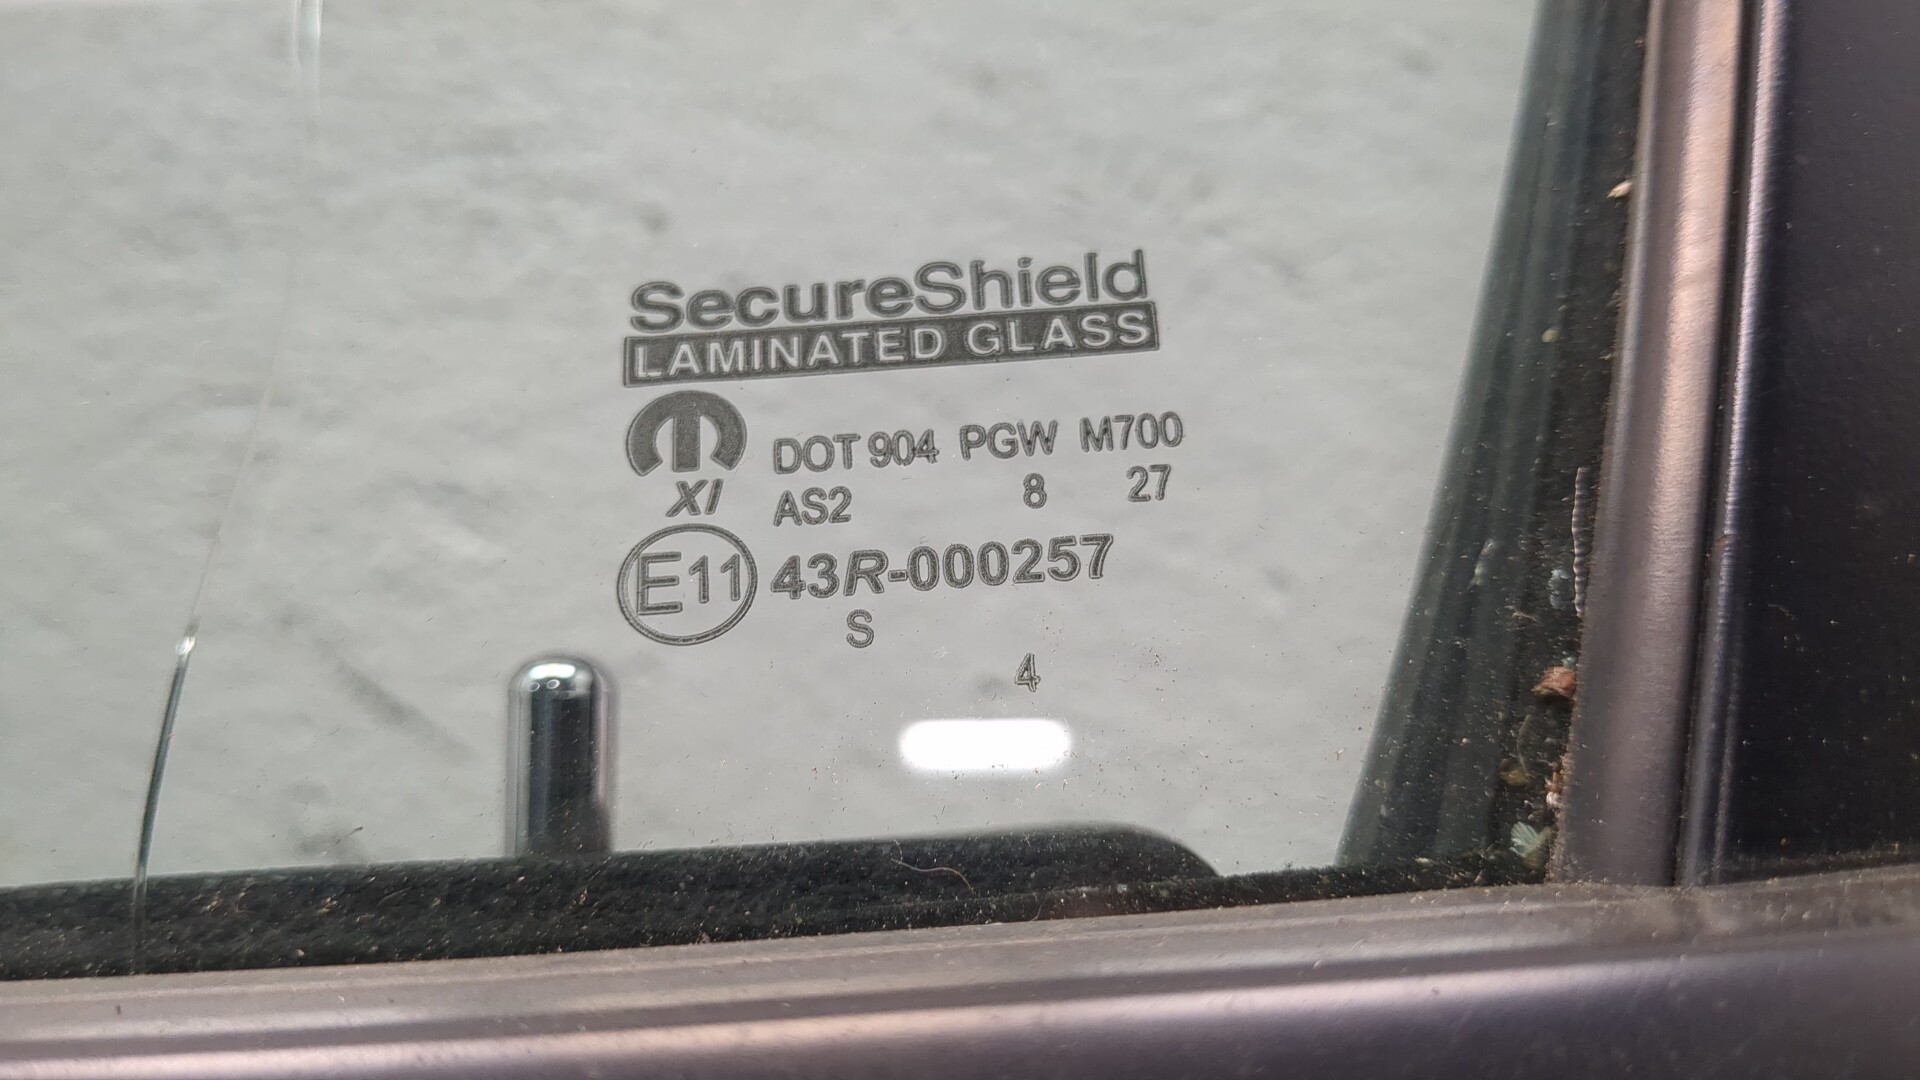 SecureShield
LAMINATED GLASS
DOT 904 PGW M700
XI AS2 8 27
E11 43R-000257
S
4